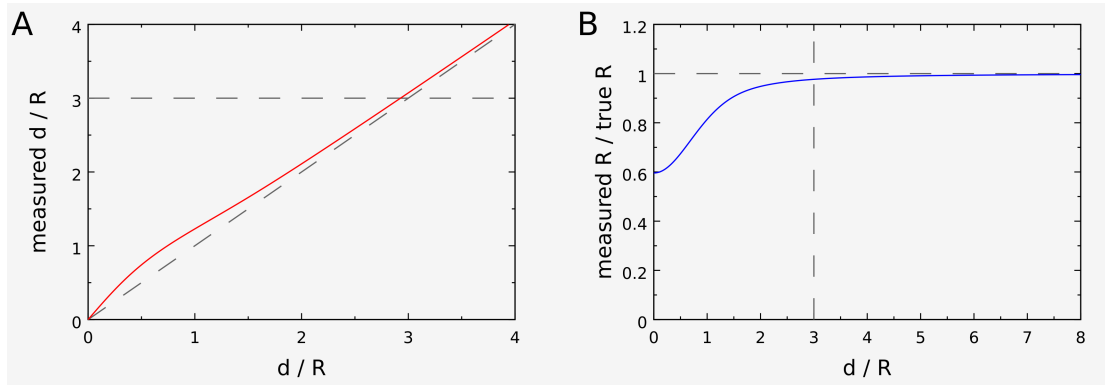 A
measured d / R
4
3
2
1
0
0 1 2 3 4
d / R
B
measured R / true R
1.2
1
0.8
0.6
0.4
0.2
0
0 1 2 3 4 5 6 7 8
d / R